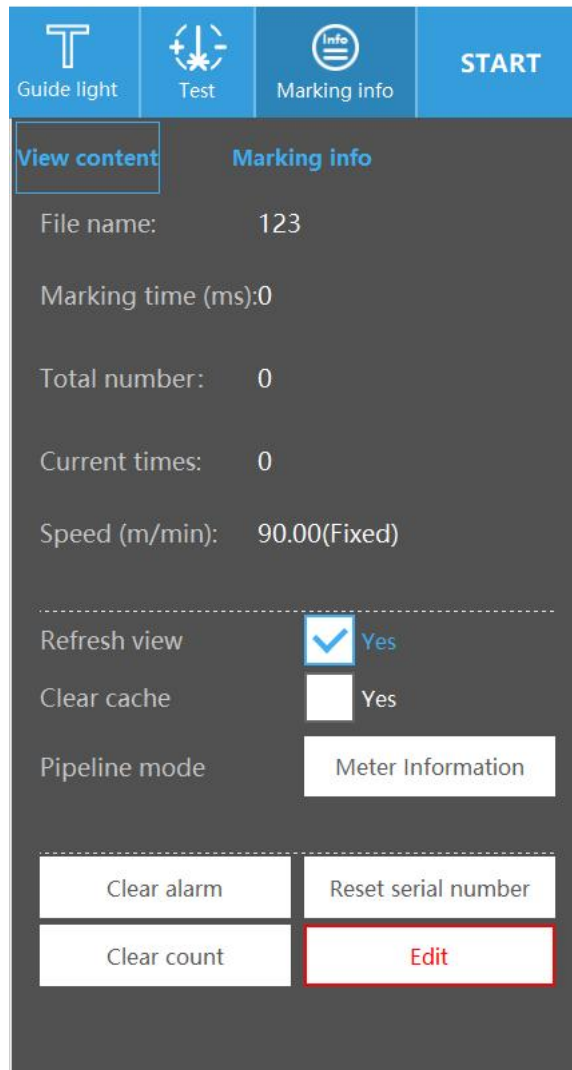 Guide light
Test
Info
Marking info
START
View content
Marking info
File name: 123
Marking time (ms):0
Total number: 0
Current times: 0
Speed (m/min): 90.00(Fixed)
Refresh view Yes
Clear cache Yes
Pipeline mode Meter Information
Clear alarm Reset serial number
Clear count Edit